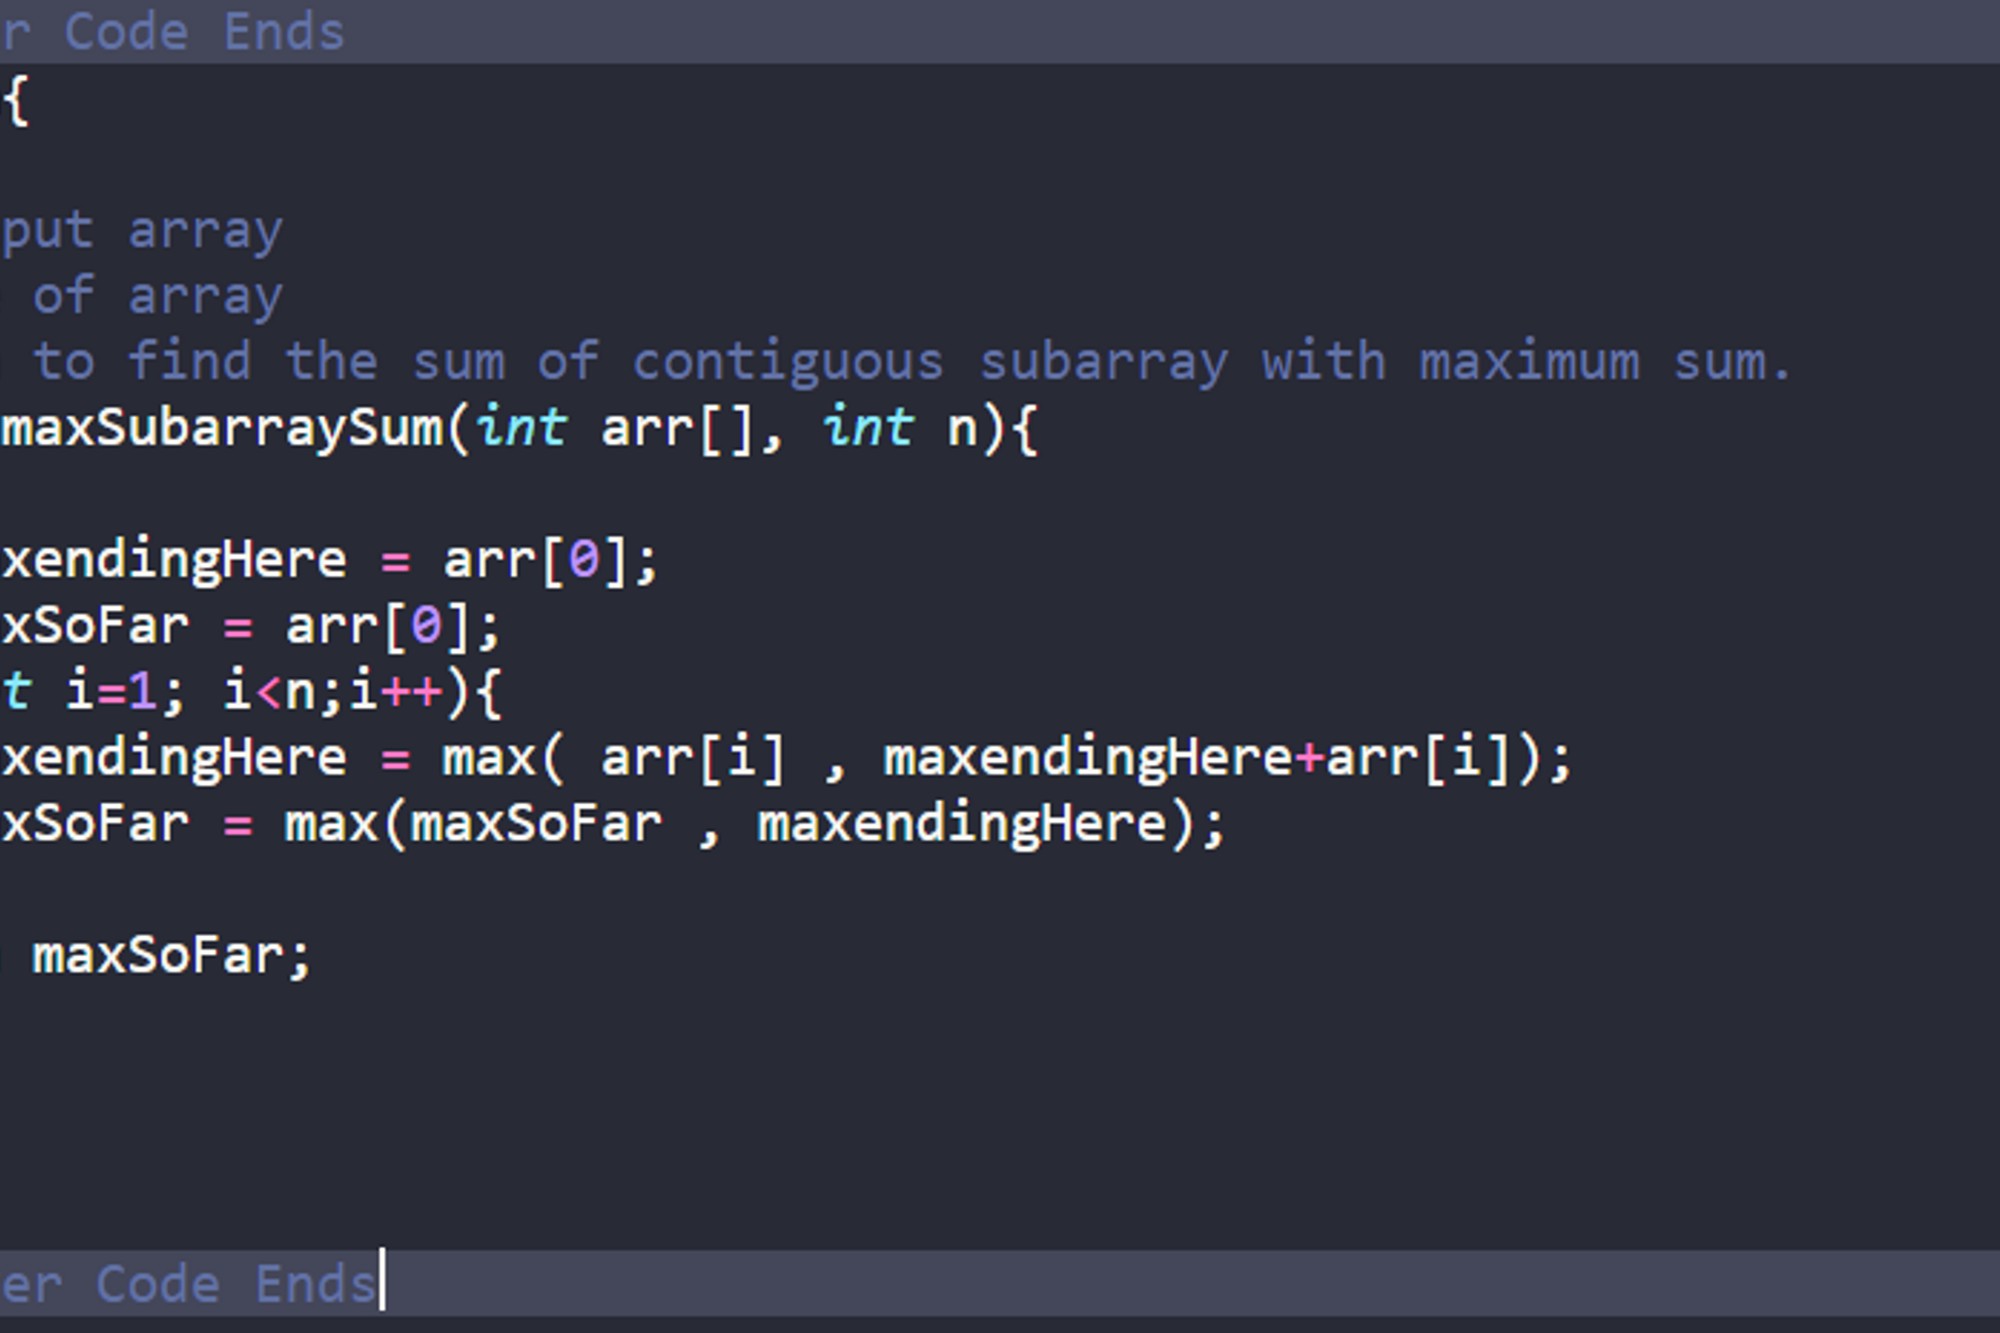 r Code Ends
{
put array
of array
to find the sum of contiguous subarray with maximum sum.
maxSubarraySum(int arr[], int n){
xendingHere = arr[0];
xSoFar = arr[0];
t i=1; i<n;i++){
xendingHere = max( arr[i] , maxendingHere+arr[i]);
xSoFar = max(maxSoFar , maxendingHere);
maxSoFar;
er Code Ends